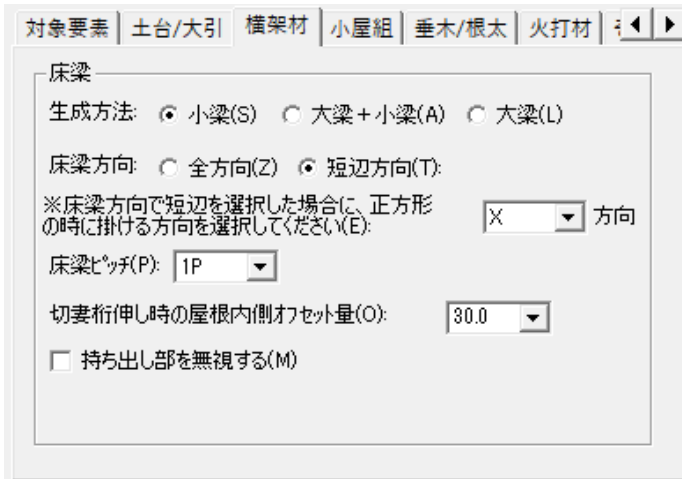 対象要素 土台/大引 横架材 小屋組 垂木/根太 火打材
床梁
生成方法: 小梁(S) 大梁+小梁(A) 大梁(L)
床梁方向: 全方向(Z) 短辺方向(T):
※床梁方向で短辺を選択した場合に、正方形
の時に掛ける方向を選択してください(E): X 方向
床梁ピッチ(P): 1P
切妻桁伸し時の屋根内側オフセット量(O): 30.0
持ち出し部を無視する(M)